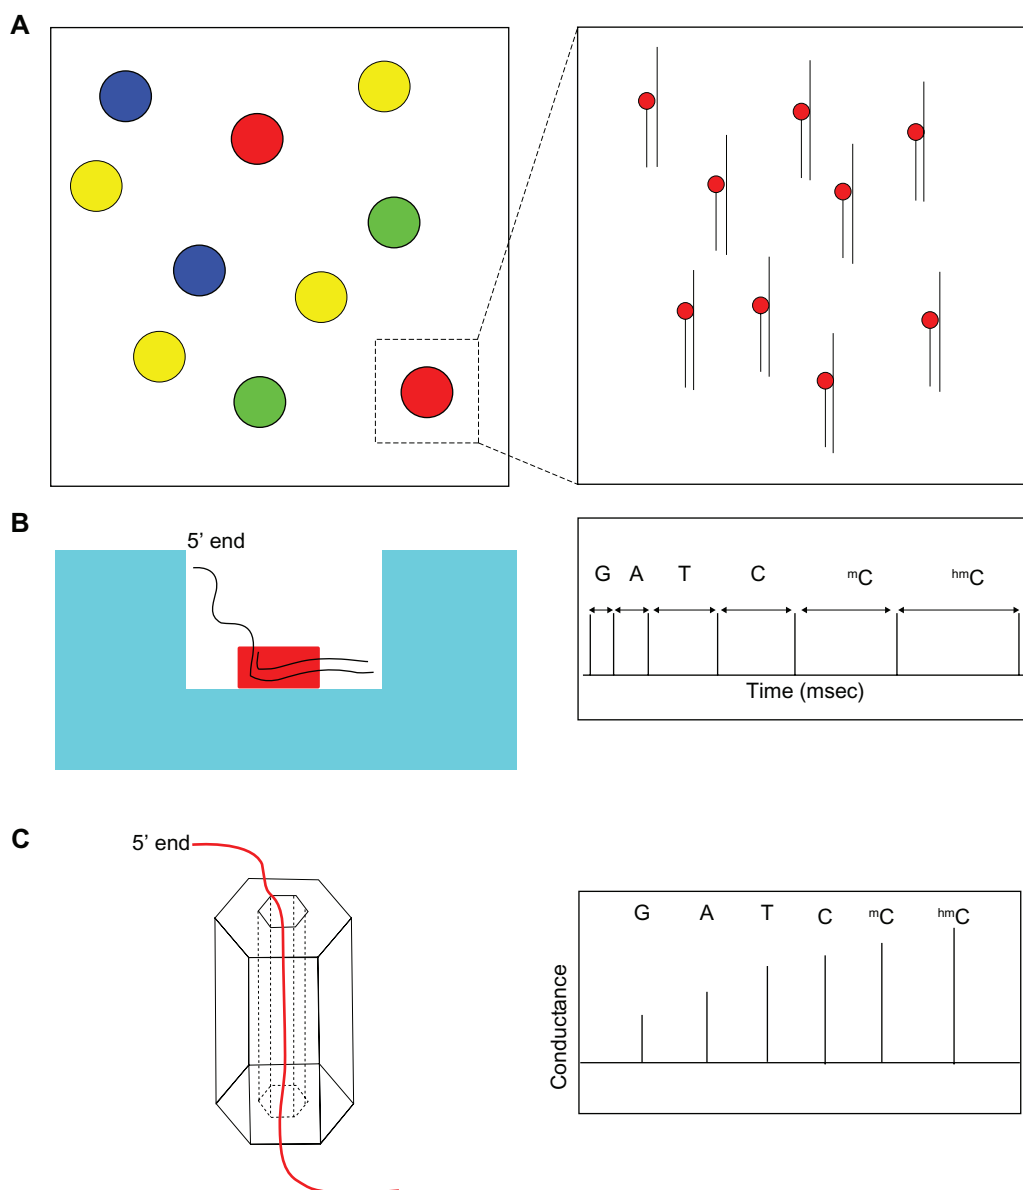 A
B
5’ end
G A T C ᵐC ʰᵐC
Time (msec)
C
5’ end
G A T C ᵐC ʰᵐC
Conductance